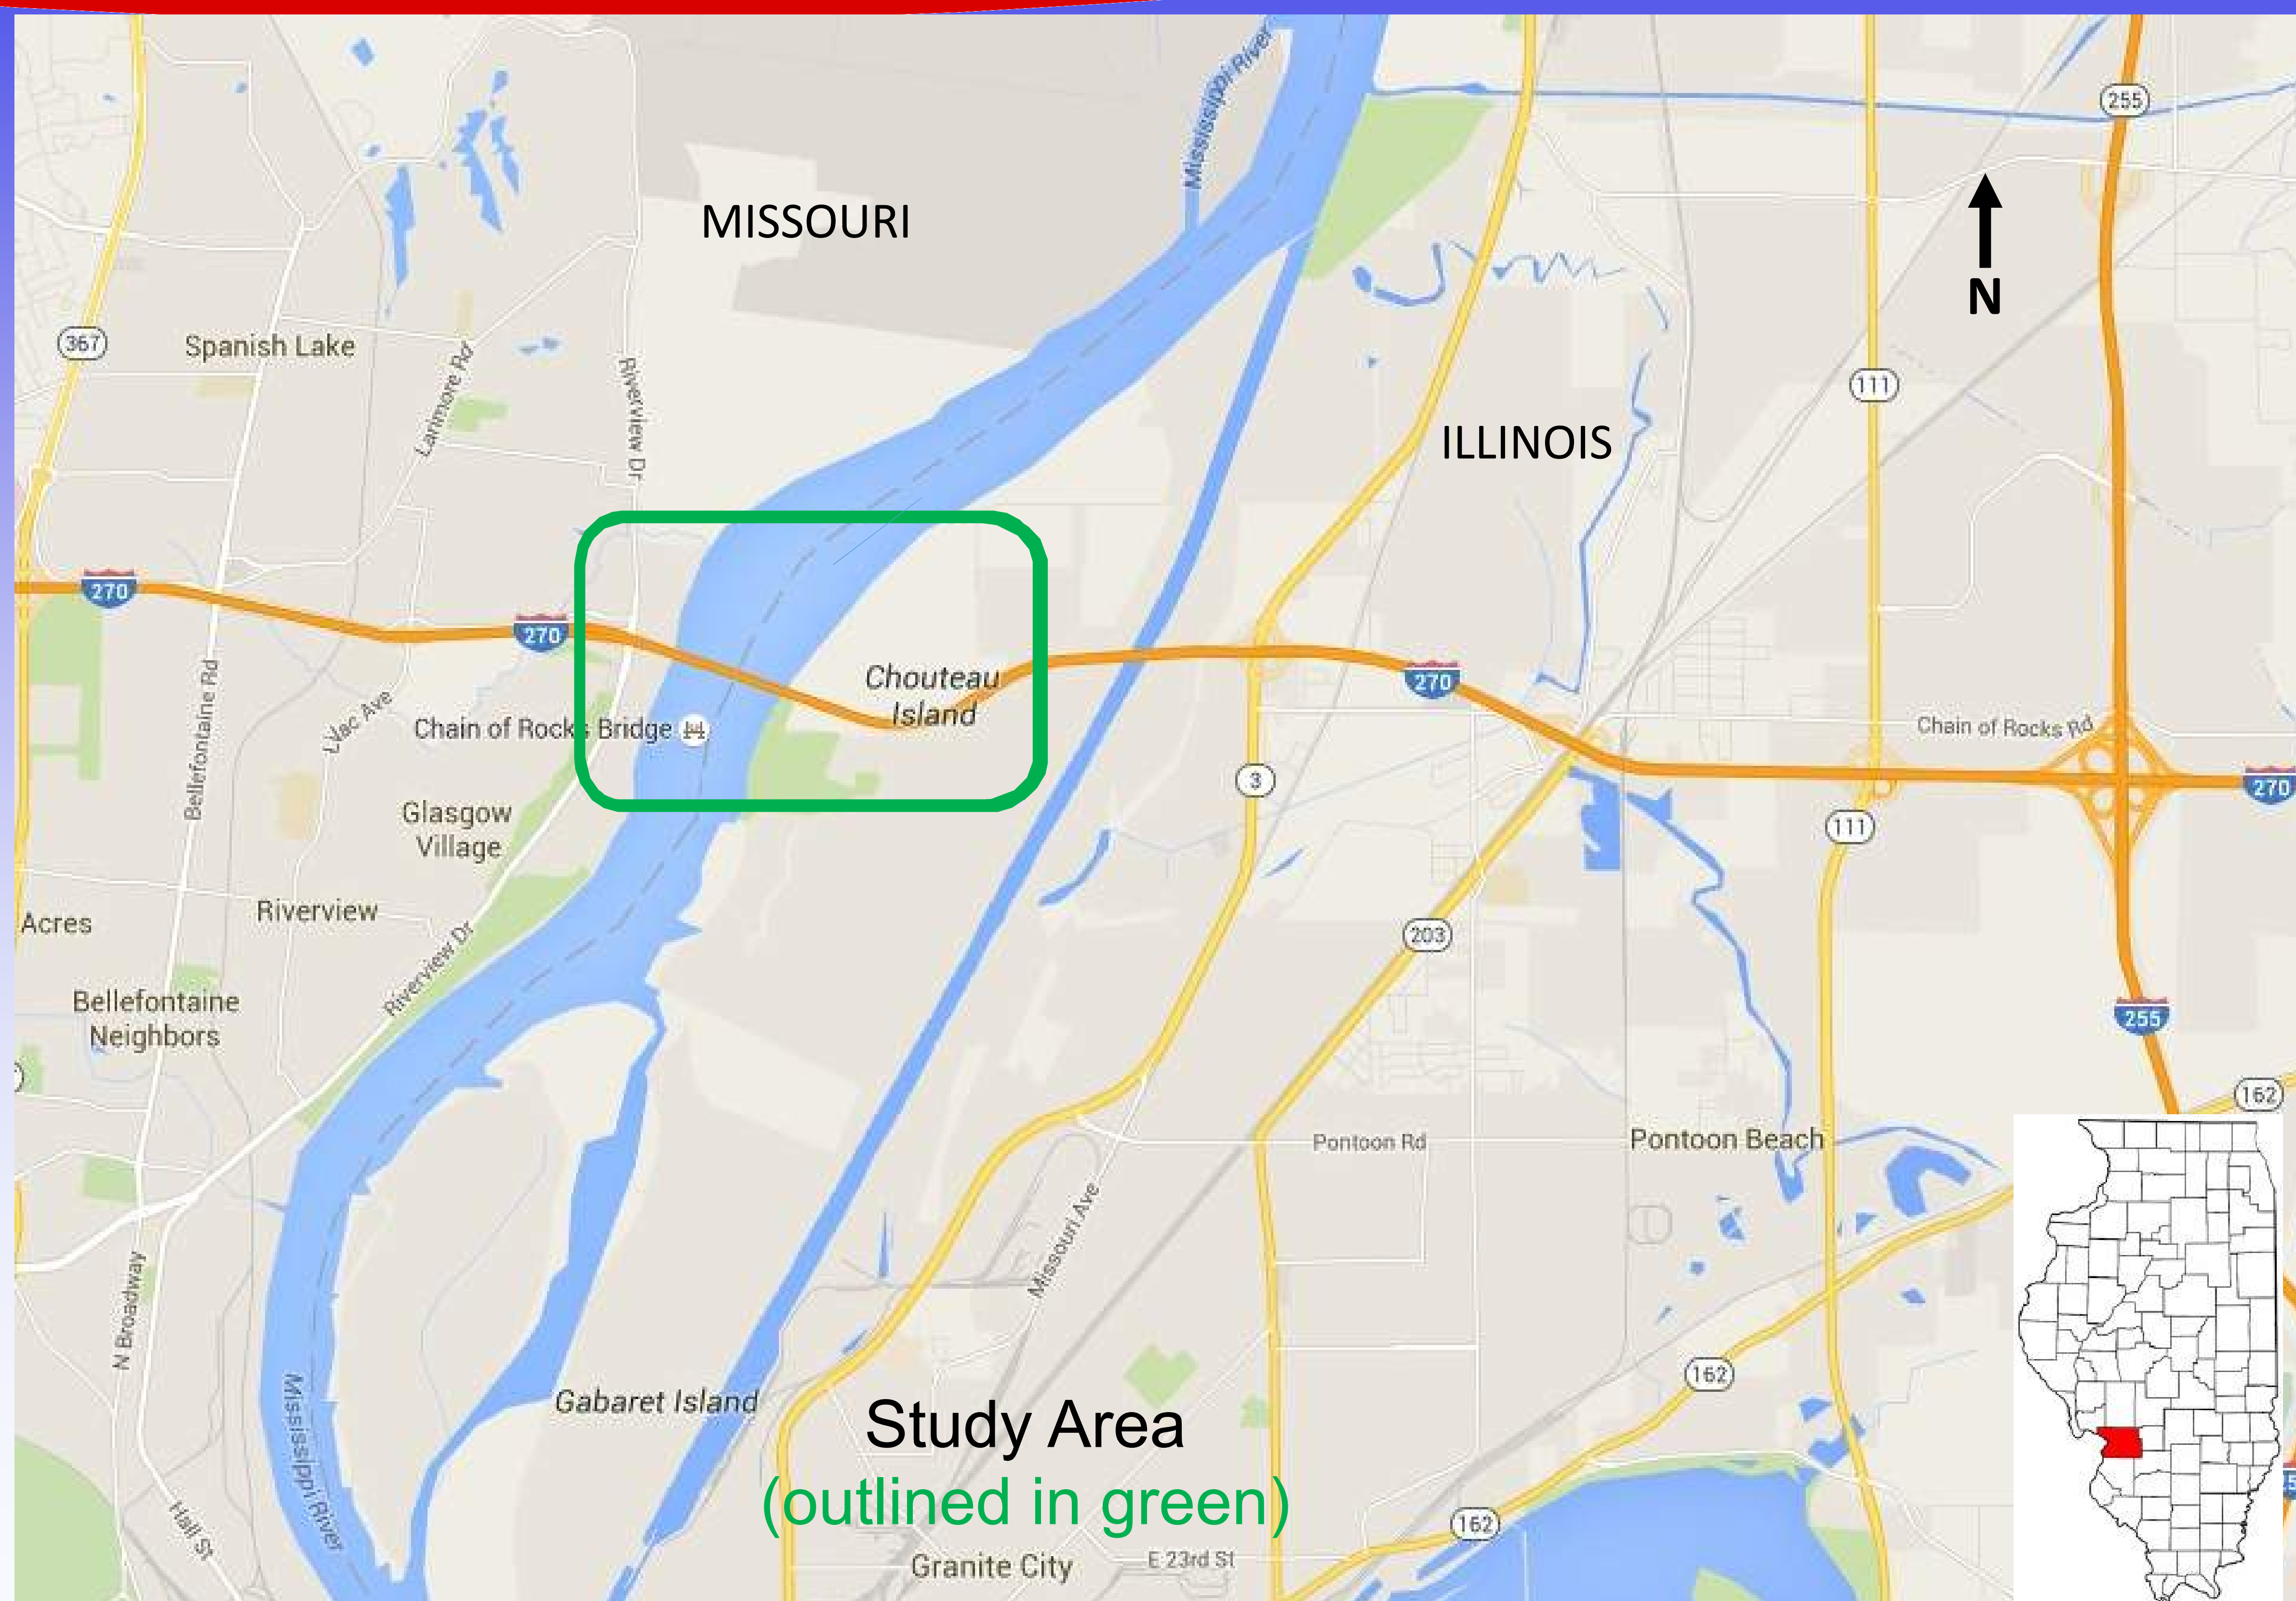 Mississippi River
255
MISSOURI
N
367
Spanish Lake
Larimore Rd
Riverview Dr
111
ILLINOIS
270
270
Chouteau
Island
270
Bellefontaine Rd
Lilac Ave
Chain of Rocks Bridge
Chain of Rocks Rd
3
270
Glasgow
Village
111
Acres
Riverview
203
Riverview Dr
Bellefontaine
Neighbors
255
162
Pontoon Rd
Pontoon Beach
Missouri Ave
N Broadway
Mississippi River
Gabaret Island
162
Study Area
(outlined in green)
Hall St
162
Granite City
E 23rd St